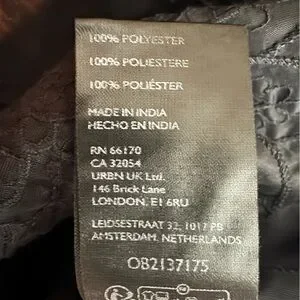 100% POLYESTER
100% POLIESTERE
100% POLIÉSTER
MADE IN INDIA
HECHO EN INDIA
RN 66170
CA 32054
URBN UK Ltd.
146 Brick Lane
LONDON, E1 6RU
LEIDSESTRAAT 32, 1017 PB
AMSTERDAM, NETHERLANDS
OB2137175